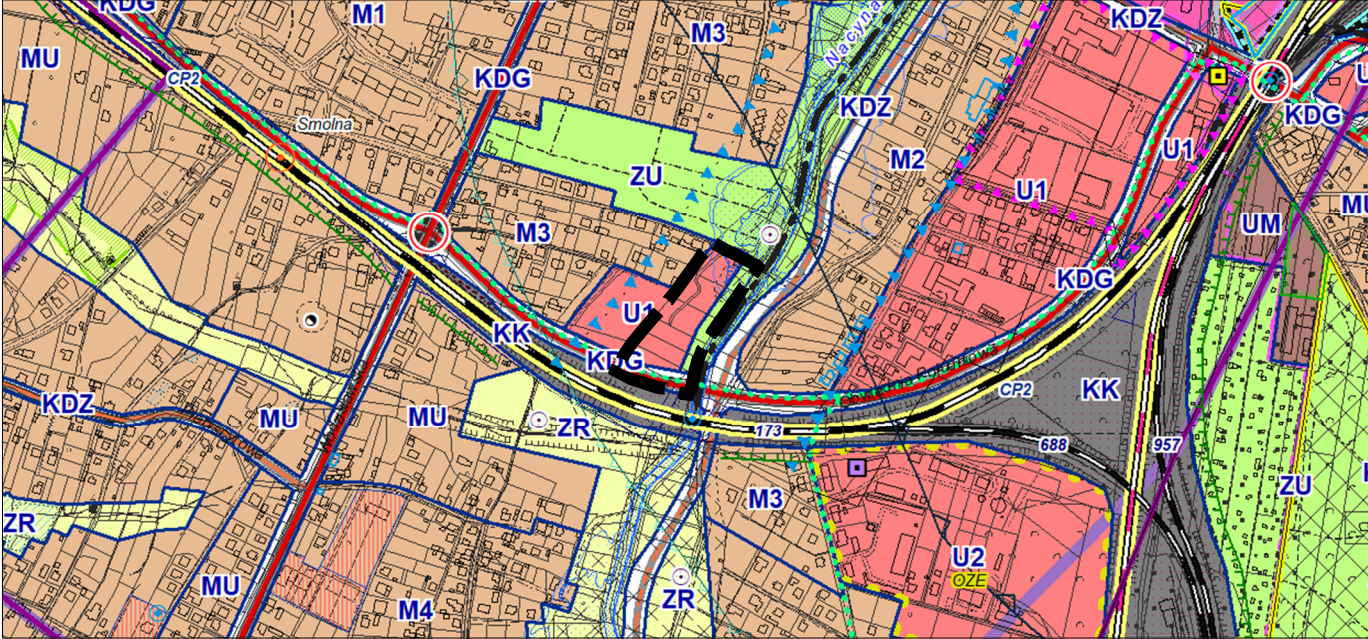 KDG
M1
M3
Nacyna
KDZ
MU
CP2
KDG
KDZ
KDG
Smolna
M2
U1
ZU
U1
M3
UM
KDG
U1
KK
KDG
CP2
KK
KDZ
MU
MU
ZR
173
688
957
M3
ZU
ZR
U2
OZE
MU
M4
ZR